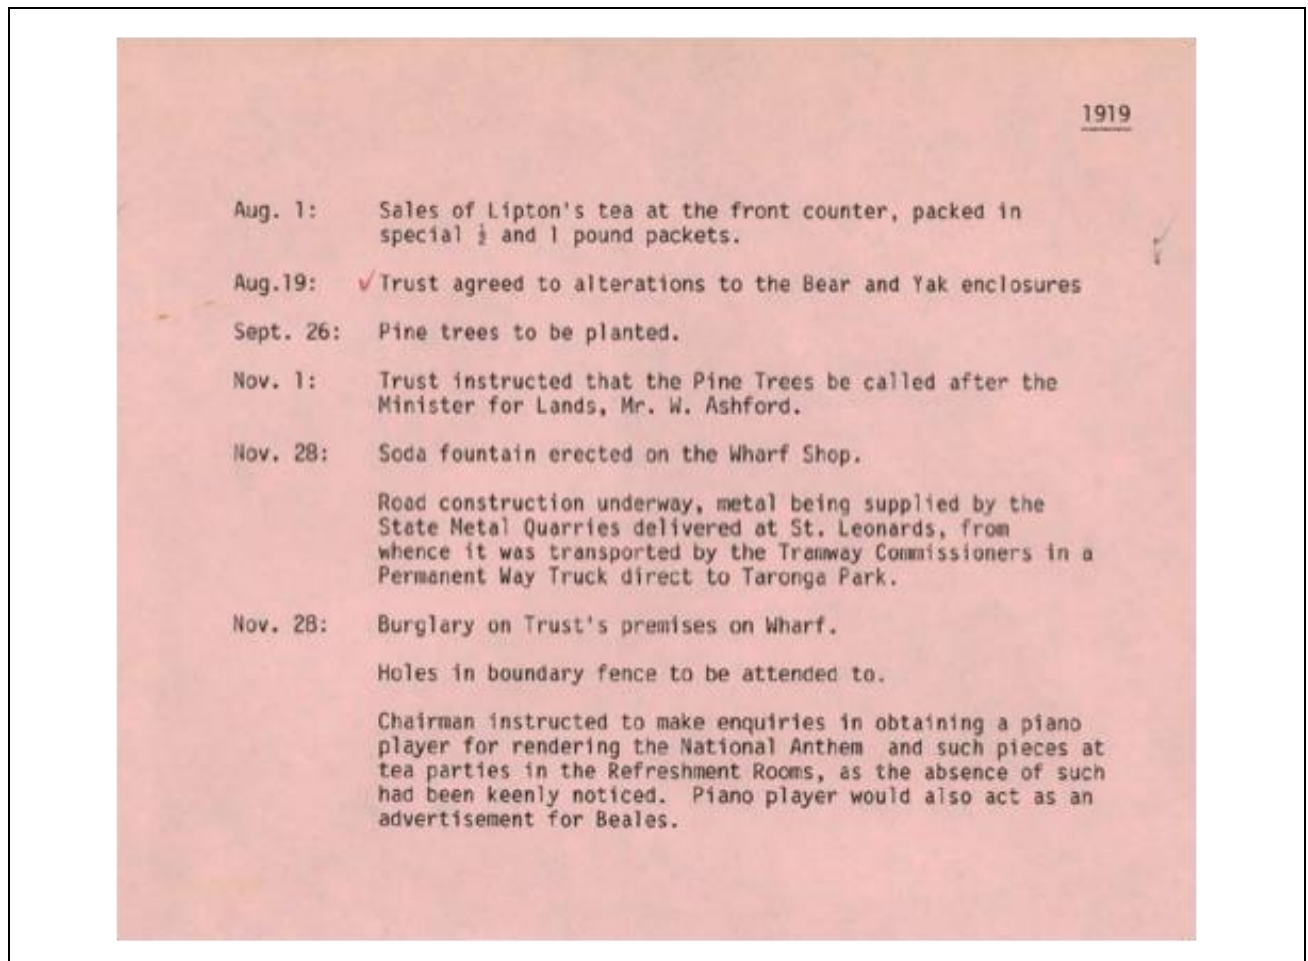 1919
Aug. 1: Sales of Lipton's tea at the front counter, packed in
special ½ and 1 pound packets.
Aug.19: ✓Trust agreed to alterations to the Bear and Yak enclosures
Sept. 26: Pine trees to be planted.
Nov. 1: Trust instructed that the Pine Trees be called after the
Minister for Lands, Mr. W. Ashford.
Nov. 28: Soda fountain erected on the Wharf Shop.
Road construction underway, metal being supplied by the
State Metal Quarries delivered at St. Leonards, from
whence it was transported by the Tramway Commissioners in a
Permanent Way Truck direct to Taronga Park.
Nov. 28: Burglary on Trust's premises on Wharf.
Holes in boundary fence to be attended to.
Chairman instructed to make enquiries in obtaining a piano
player for rendering the National Anthem and such pieces at
tea parties in the Refreshment Rooms, as the absence of such
had been keenly noticed. Piano player would also act as an
advertisement for Beales.